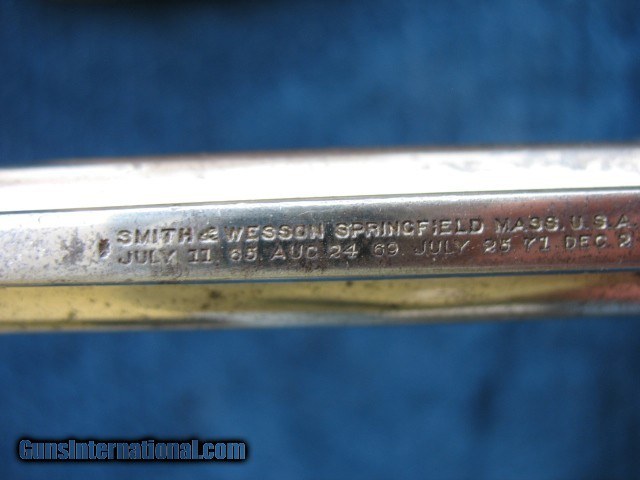 SMITH & WESSON SPRINGFIELD MASS. U.S.A.
JULY 11 65 AUG 24 69 JULY 25 71 DEC 2
GunsInternational.com